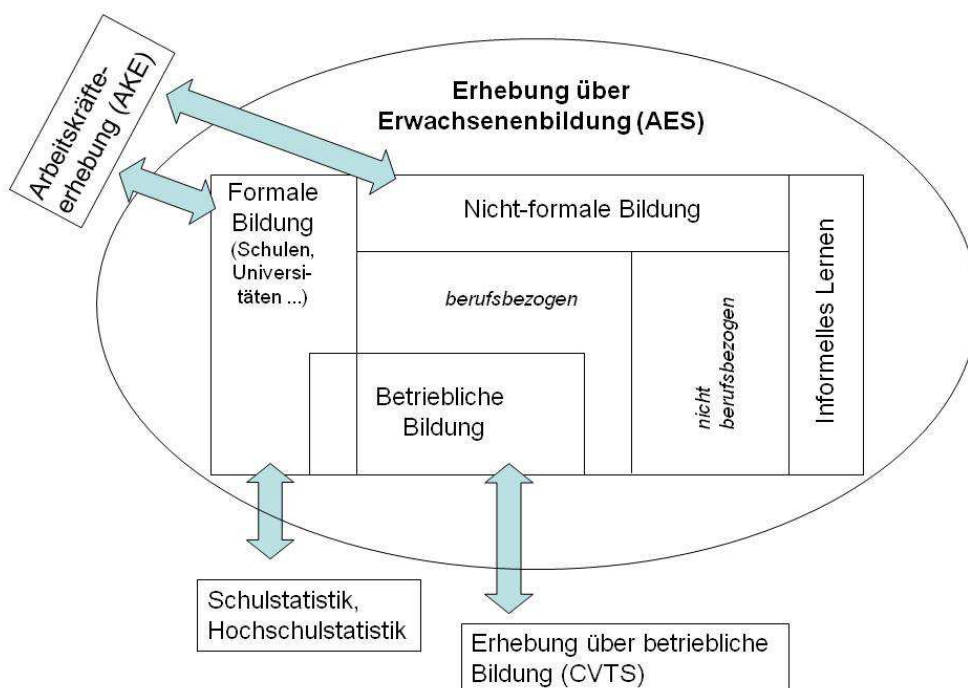 Arbeitskräfte-
erhebung (AKE)
Erhebung über
Erwachsenenbildung (AES)
Formale
Bildung
(Schulen,
Universi-
täten ...)
Nicht-formale Bildung
berufsbezogen
nicht
berufsbezogen
Informelles Lernen
Betriebliche
Bildung
Schulstatistik,
Hochschulstatistik
Erhebung über betriebliche
Bildung (CVTS)